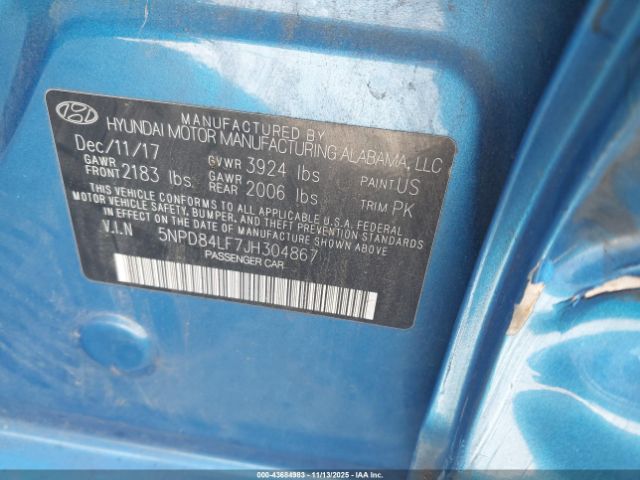 MANUFACTURED BY
HYUNDAI MOTOR MANUFACTURING ALABAMA, LLC
Dec/11/17 GVWR 3924 lbs
GAWR FRONT 2183 lbs. GAWR REAR 2006 lbs. PAINT US
THIS VEHICLE CONFORMS TO ALL APPLICABLE U.S.A. FEDERAL
MOTOR VEHICLE SAFETY, BUMPER, AND THEFT PREVENTION STANDARDS
IN EFFECT ON THE DATE OF MANUFACTURE SHOWN ABOVE TRIM PK
V.I.N 5NPD84LF7JH304867
PASSENGER CAR
000-43684983 - 11/13/2025 - IAA Inc.